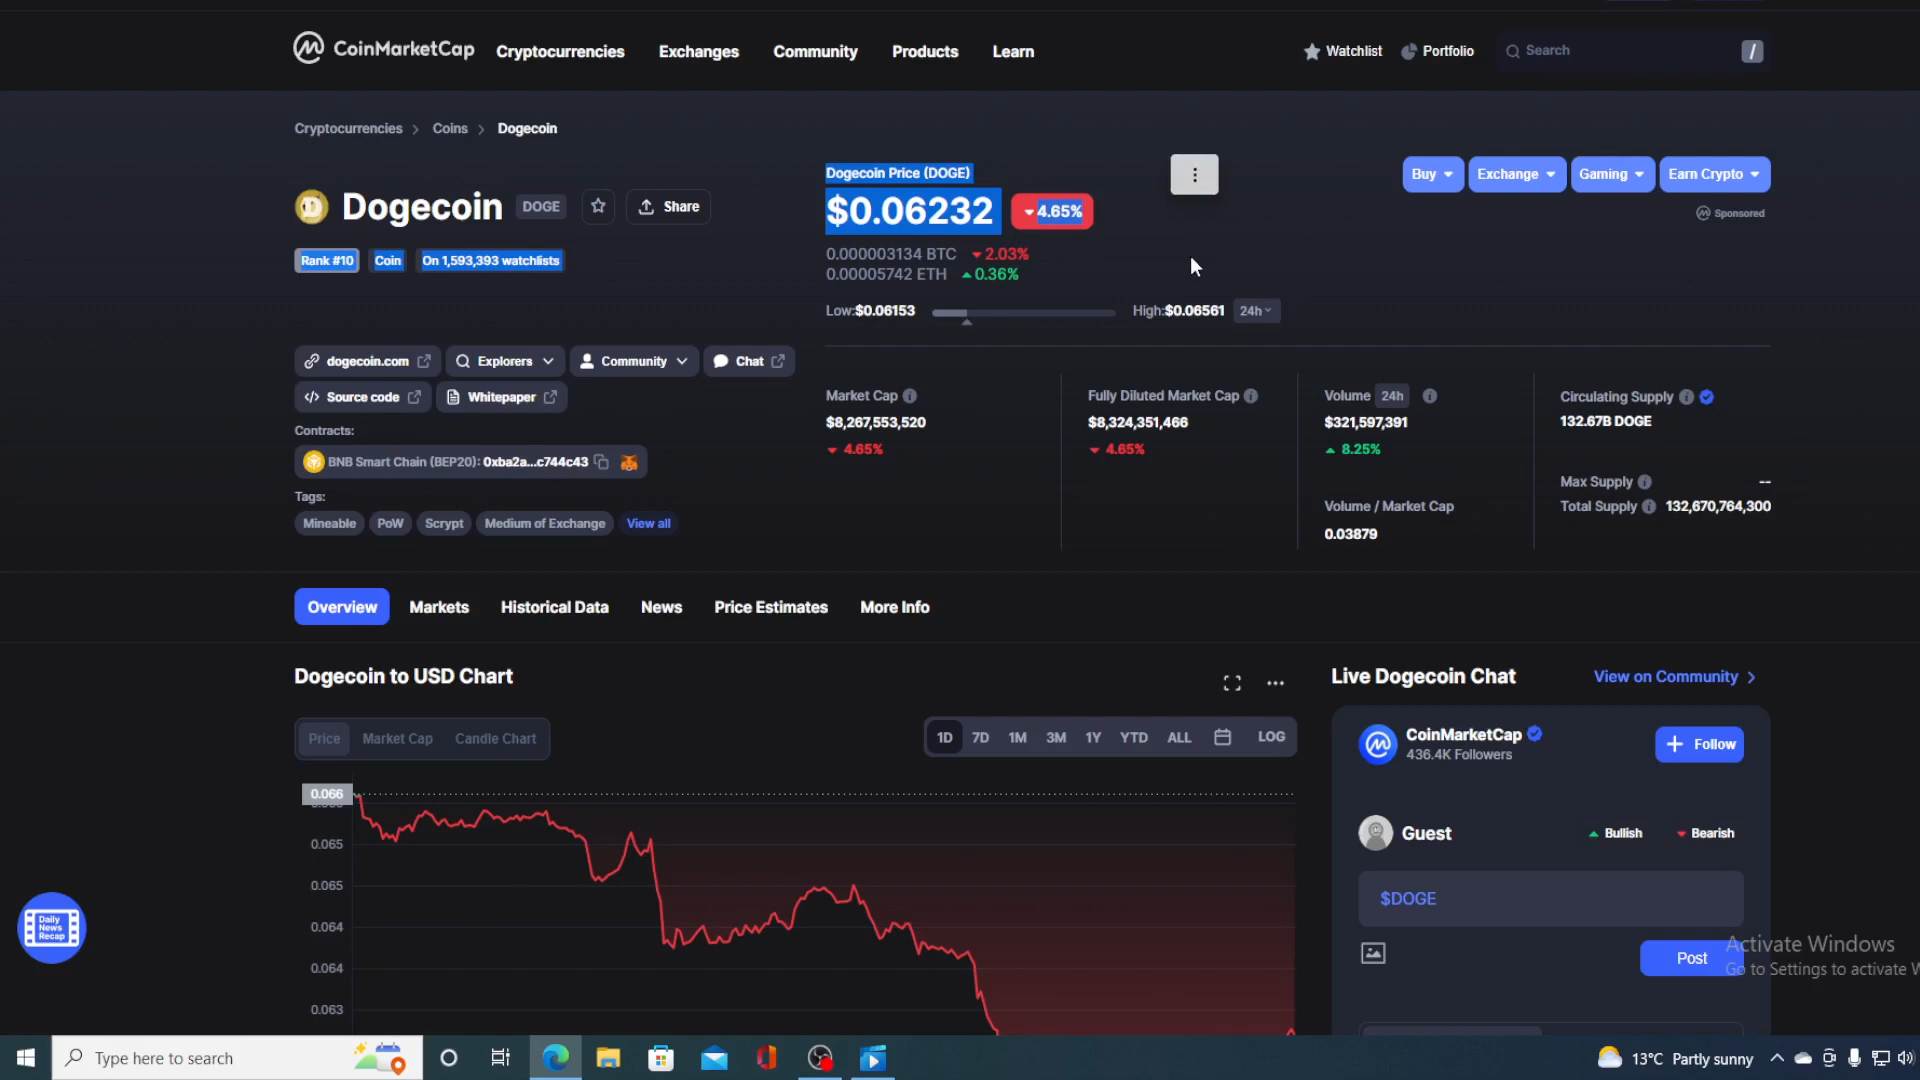 CoinMarketCap Cryptocurrencies Exchanges Community Products Learn Watchlist Portfolio Search /
Cryptocurrencies > Coins > Dogecoin
Dogecoin DOGE Share
Rank #10 Coin On 1,593,393 watchlists
Dogecoin Price (DOGE)
$0.06232 4.65%
0.000003134 BTC 2.03%
0.00005742 ETH 0.36%
Low:$0.06153 High:$0.06561 24h
Buy Exchange Gaming Earn Crypto
Sponsored
dogecoin.com Explorers Community Chat
Source code Whitepaper
Contracts:
BNB Smart Chain (BEP20): 0xba2a...c744c43
Tags:
Mineable PoW Scrypt Medium of Exchange View all
Market Cap
$8,267,553,520
4.65%
Fully Diluted Market Cap
$8,324,351,466
4.65%
Volume 24h
$321,597,391
8.25%
Volume / Market Cap
0.03879
Circulating Supply
132.67B DOGE
Max Supply --
Total Supply 132,670,764,300
Overview Markets Historical Data News Price Estimates More Info
Dogecoin to USD Chart
Price Market Cap Candle Chart 1D 7D 1M 3M 1Y YTD ALL LOG
0.066
0.065
0.065
0.064
0.064
0.063
Live Dogecoin Chat View on Community >
CoinMarketCap
436.4K Followers
+ Follow
Guest Bullish Bearish
$DOGE
Post
Daily
News
Recap
Activate Windows
Go to Settings to activate W
Type here to search 13°C Partly sunny